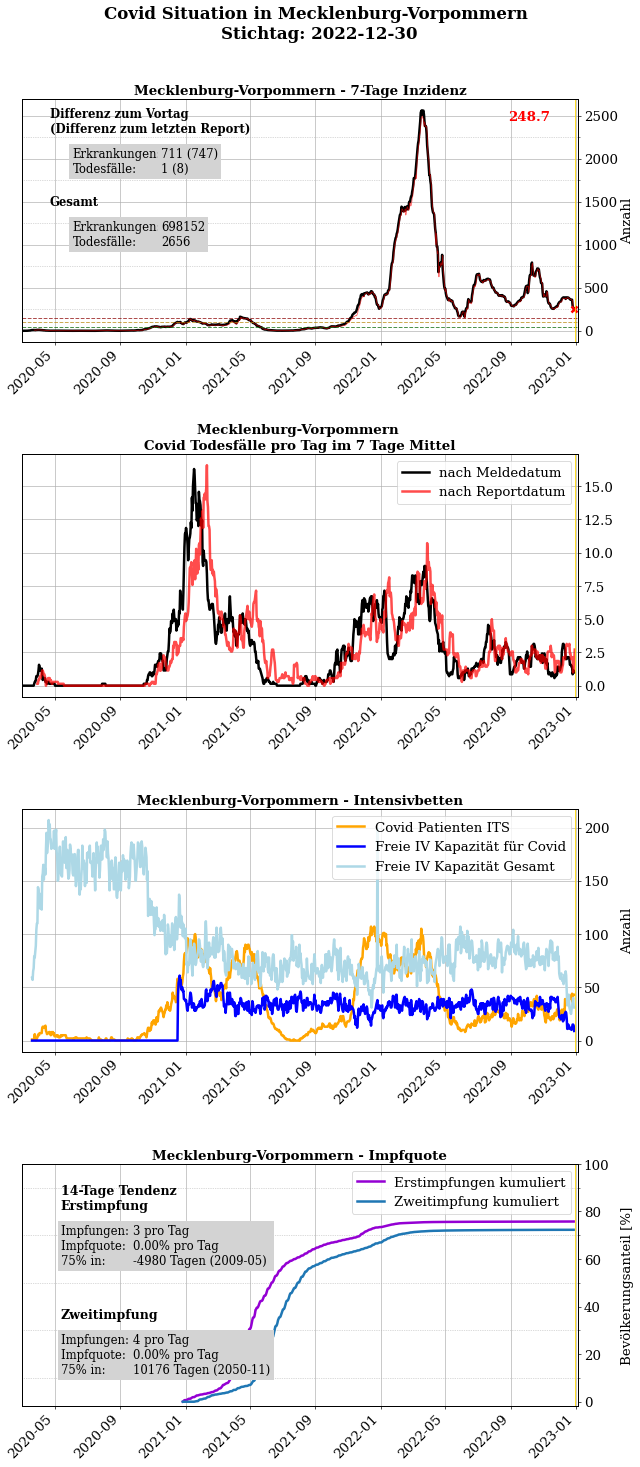 Covid Situation in Mecklenburg-Vorpommern
Stichtag: 2022-12-30
Mecklenburg-Vorpommern - 7-Tage Inzidenz
Differenz zum Vortag
(Differenz zum letzten Report)
Erkrankungen 711 (747)
Todesfälle: 1 (8)
Gesamt
Erkrankungen 698152
Todesfälle: 2656
248.7
2500
2000
1500
1000
500
0
Anzahl
2020-05
2020-09
2021-01
2021-05
2021-09
2022-01
2022-05
2022-09
2023-01
Mecklenburg-Vorpommern
Covid Todesfälle pro Tag im 7 Tage Mittel
nach Meldedatum
nach Reportdatum
15.0
12.5
10.0
7.5
5.0
2.5
0.0
2020-05
2020-09
2021-01
2021-05
2021-09
2022-01
2022-05
2022-09
2023-01
Mecklenburg-Vorpommern - Intensivbetten
Covid Patienten ITS
Freie IV Kapazität für Covid
Freie IV Kapazität Gesamt
200
150
100
50
0
Anzahl
2020-05
2020-09
2021-01
2021-05
2021-09
2022-01
2022-05
2022-09
2023-01
Mecklenburg-Vorpommern - Impfquote
14-Tage Tendenz
Erstimpfung
Impfungen: 3 pro Tag
Impfquote: 0.00% pro Tag
75% in: -4980 Tagen (2009-05)
Zweitimpfung
Impfungen: 4 pro Tag
Impfquote: 0.00% pro Tag
75% in: 10176 Tagen (2050-11)
Erstimpfungen kumuliert
Zweitimpfung kumuliert
100
80
60
40
20
0
Bevölkerungsanteil [%]
2020-05
2020-09
2021-01
2021-05
2021-09
2022-01
2022-05
2022-09
2023-01